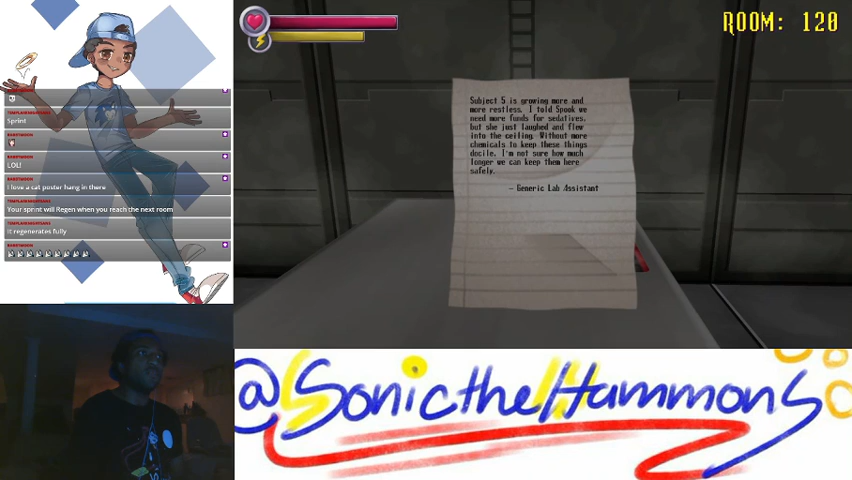 ROOM: 120
Subject 5 is growing more and
more restless. I told Spook we
need more funds for sedatives,
but she just laughed and flew
into the ceiling. Without more
chemicals to keep these things
docile, I'm not sure how much
longer we can keep them here
safely.
- Generic Lab Assistant
Sprint
LOL!
I love a cat poster hang in there
Your sprint will Regen when you reach the next room
It regenerates fully
@SonictheHammons